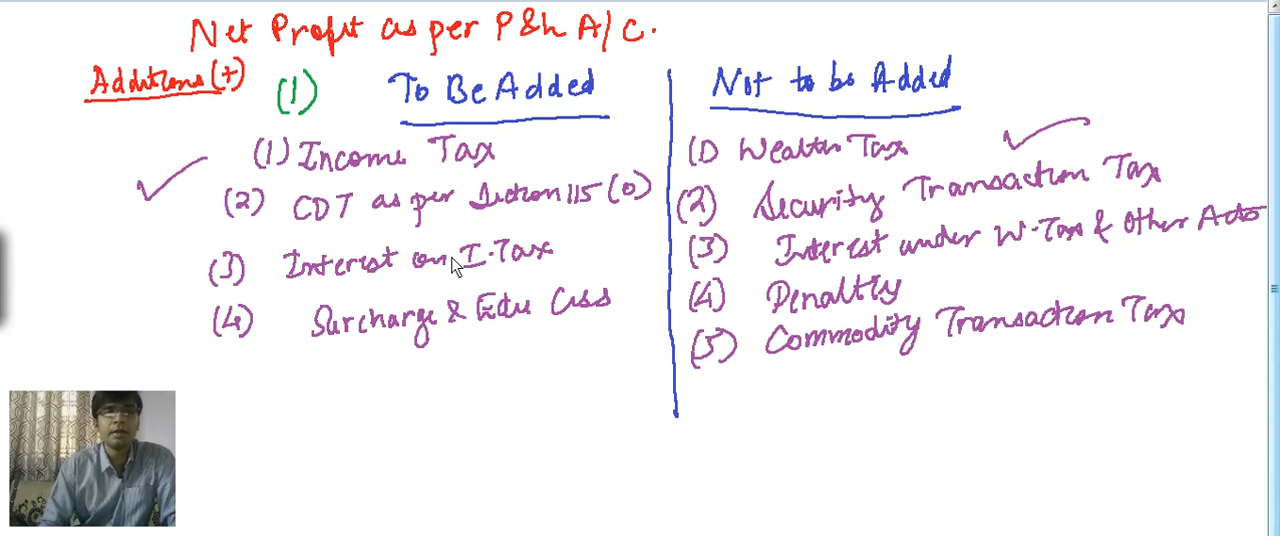 Net Profit as per P&L A/C.
Additions (+)
(1) To Be Added
(1) Income Tax
(2) CDT as per Section 115 (O)
(3) Interest on I.Tax
(4) Surcharge & Edu Cess
Not to be Added
(1) Wealth Tax
(2) Security Transaction Tax
(3) Interest under W.Tax & Other Acts
(4) Penaltly
(5) Commodity Transaction Tax